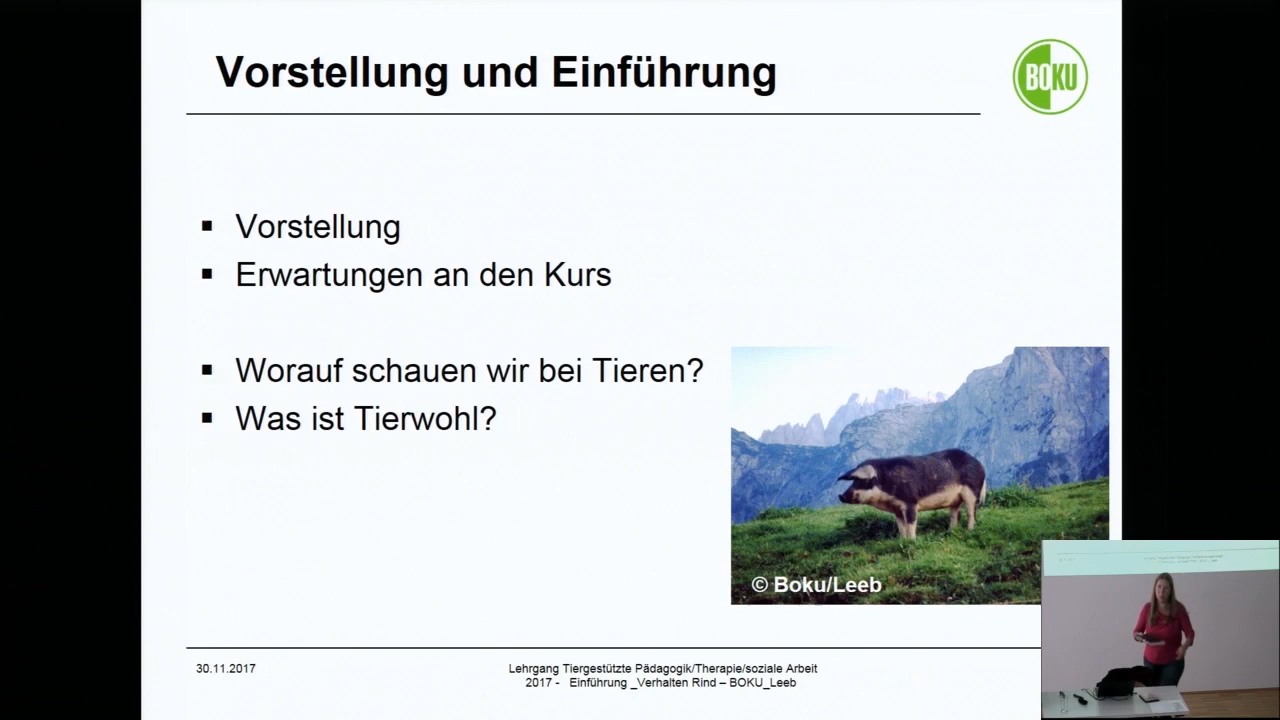 Vorstellung und Einführung
BOKU
▪ Vorstellung
▪ Erwartungen an den Kurs
▪ Worauf schauen wir bei Tieren?
▪ Was ist Tierwohl?
© Boku/Leeb
30.11.2017
Lehrgang Tiergestützte Pädagogik/Therapie/soziale Arbeit
2017 - Einführung _Verhalten Rind – BOKU_Leeb